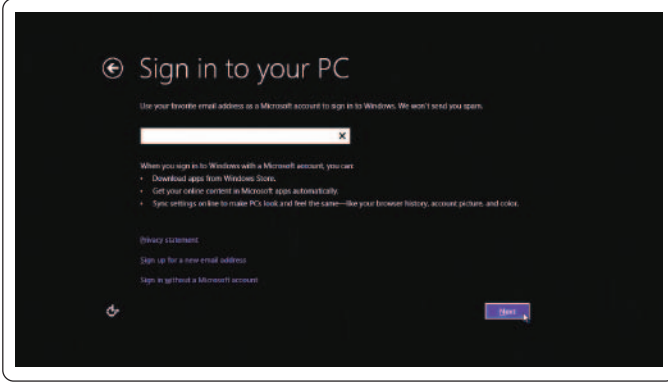 Sign in to your PC
Use your favorite email address as a Microsoft account to sign in to Windows. We won't send you spam.
When you sign in to Windows with a Microsoft account, you can:
• Download apps from Windows Store.
• Get your online content in Microsoft apps automatically.
• Sync settings online to make PCs look and feel the same—like your browser history, account picture, and color.
Privacy statement
Sign up for a new email address
Sign in without a Microsoft account
Next